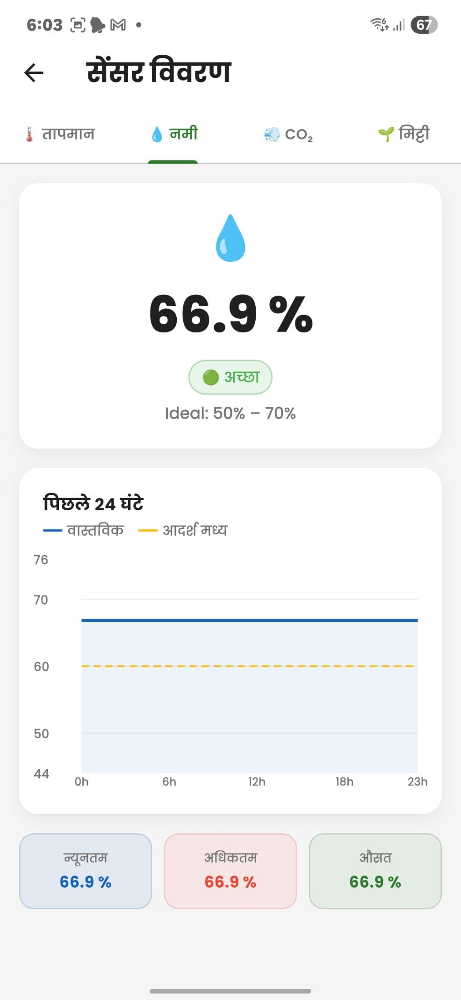 6:03
67
सेंसर विवरण
तापमान नमी CO₂ मिट्टी
66.9 %
अच्छा
Ideal: 50% – 70%
पिछले 24 घंटे
वास्तविक आदर्श मध्य
76
70
60
50
44
0h 6h 12h 18h 23h
न्यूनतम अधिकतम औसत
66.9 % 66.9 % 66.9 %